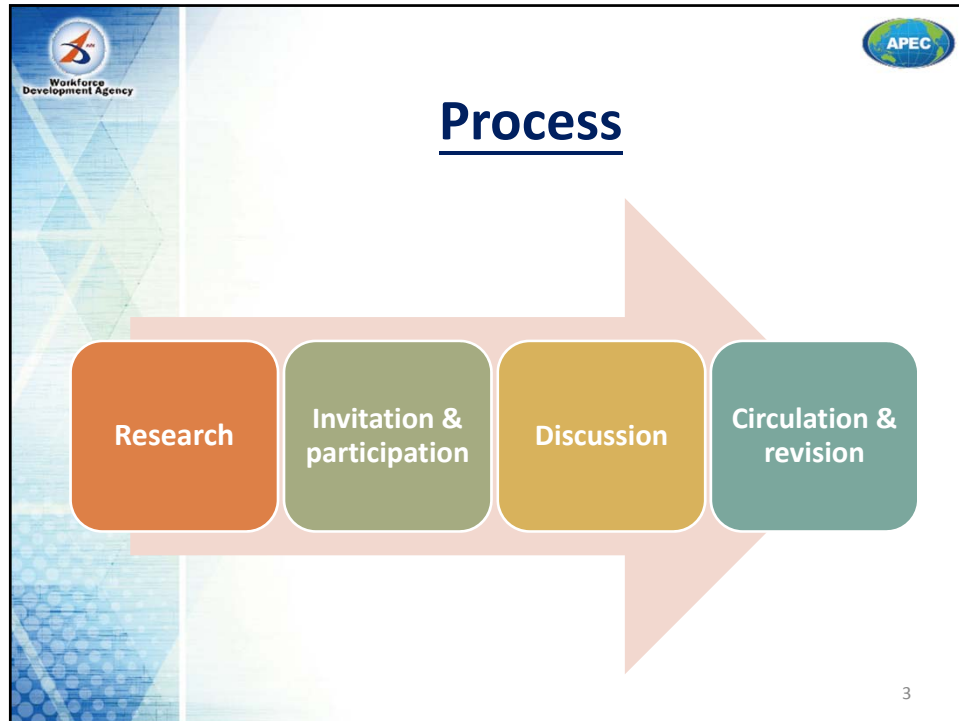 Workforce
Development Agency
APEC
Process
Research
Invitation &
participation
Discussion
Circulation &
revision
3